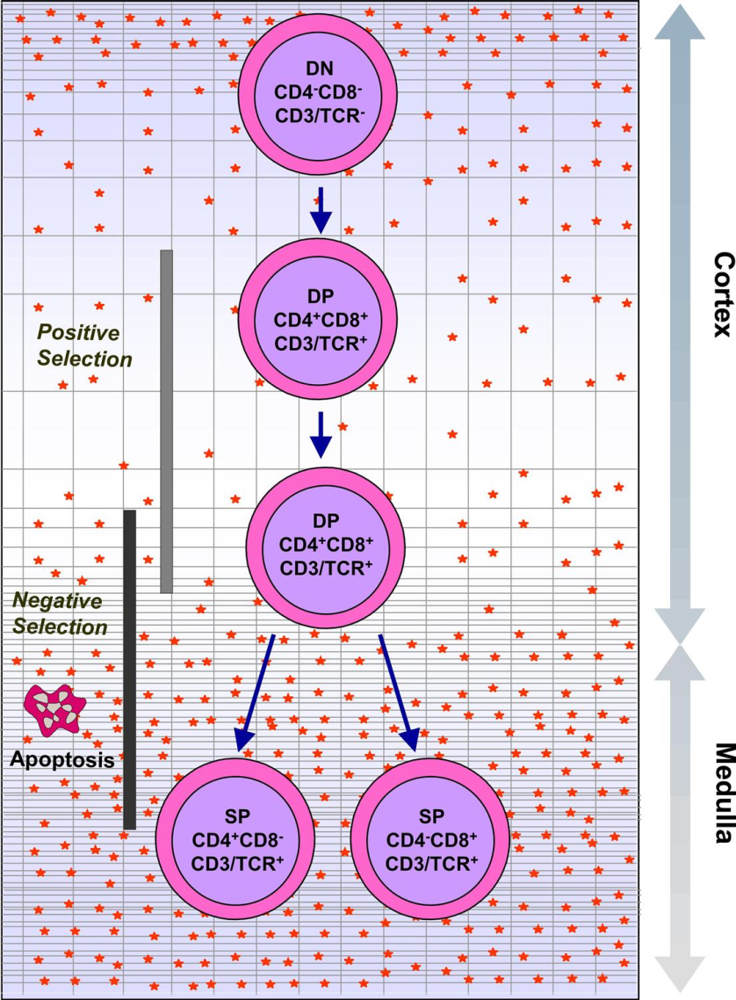 DN
CD4⁻CD8⁻
CD3/TCR⁻
DP
CD4⁺CD8⁺
CD3/TCR⁺
Positive
Selection
DP
CD4⁺CD8⁺
CD3/TCR⁺
Negative
Selection
Apoptosis
SP
CD4⁺CD8⁻
CD3/TCR⁺
SP
CD4⁻CD8⁺
CD3/TCR⁺
Cortex
Medulla